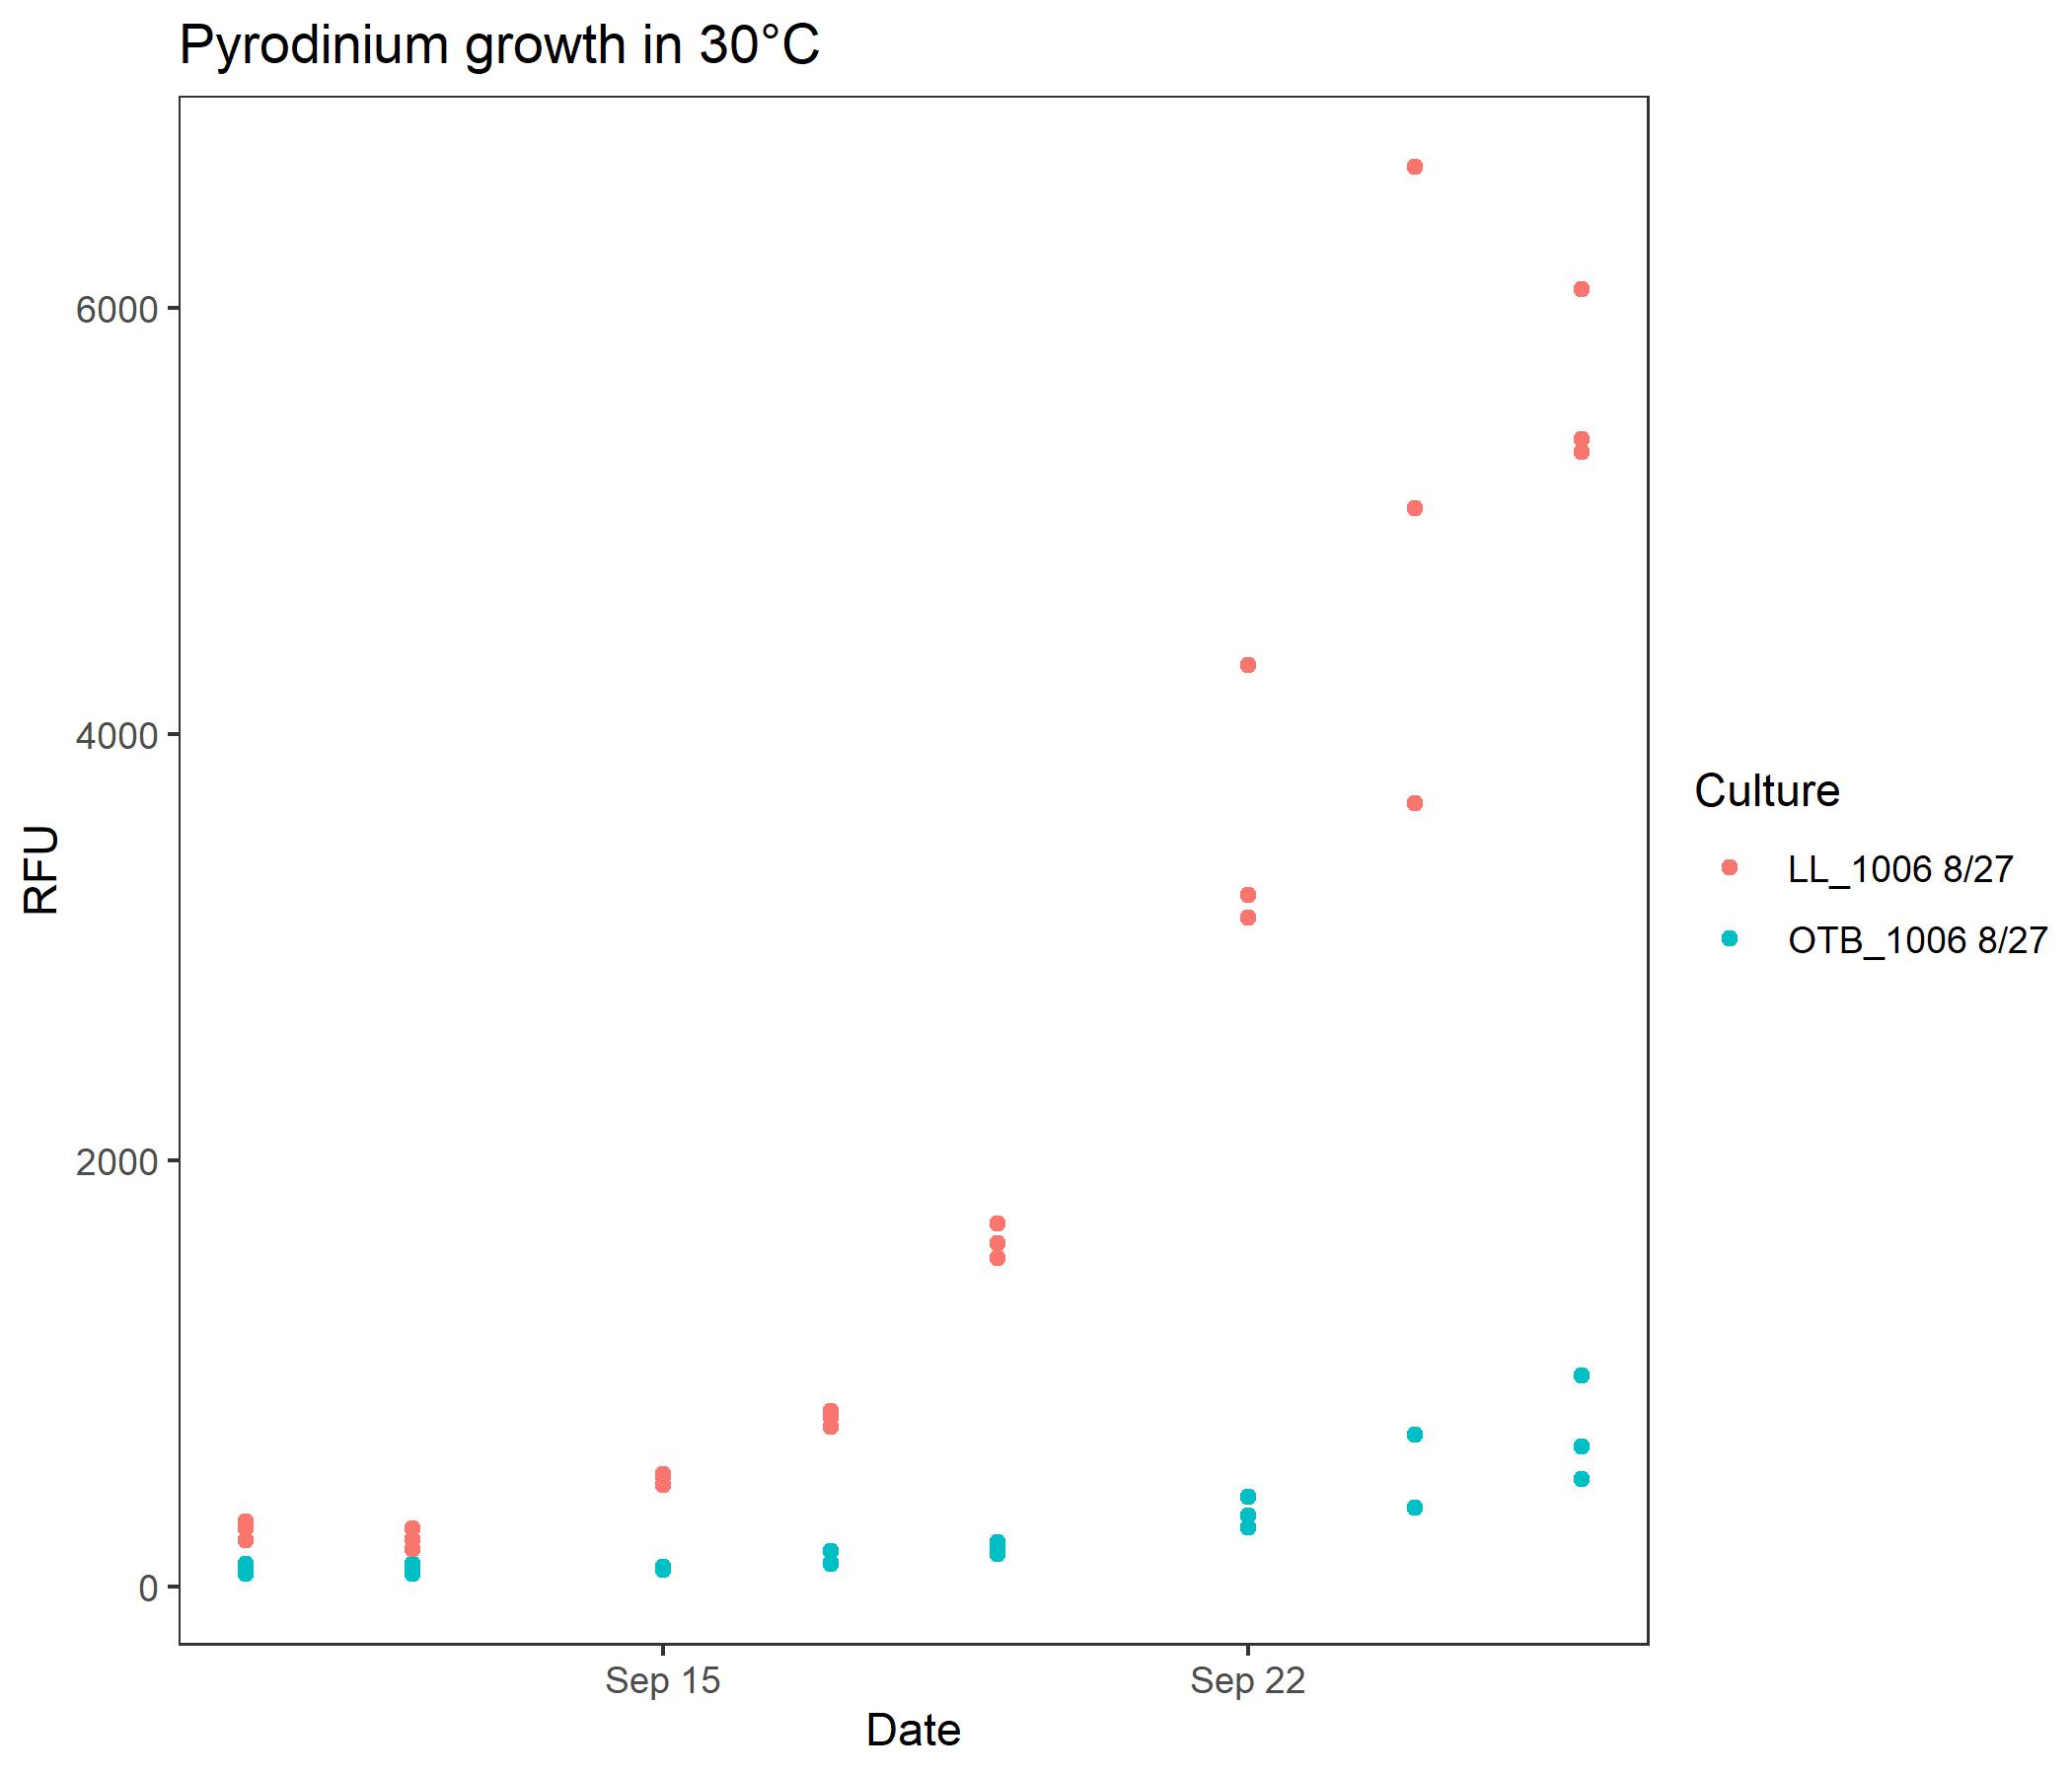 Pyrodinium growth in 30°C
6000
4000
2000
0
RFU
Sep 15
Sep 22
Date
Culture
LL_1006 8/27
OTB_1006 8/27